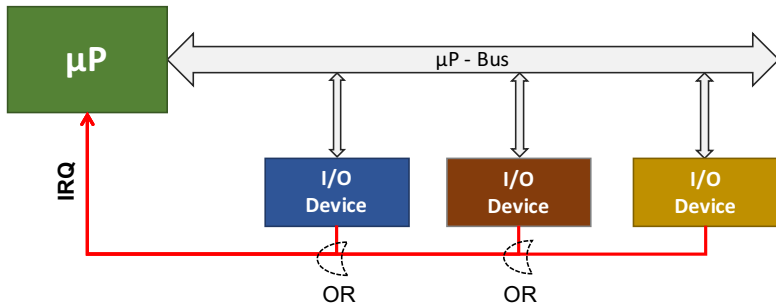 µP
µP - Bus
I/O
Device
I/O
Device
I/O
Device
IRQ
OR
OR